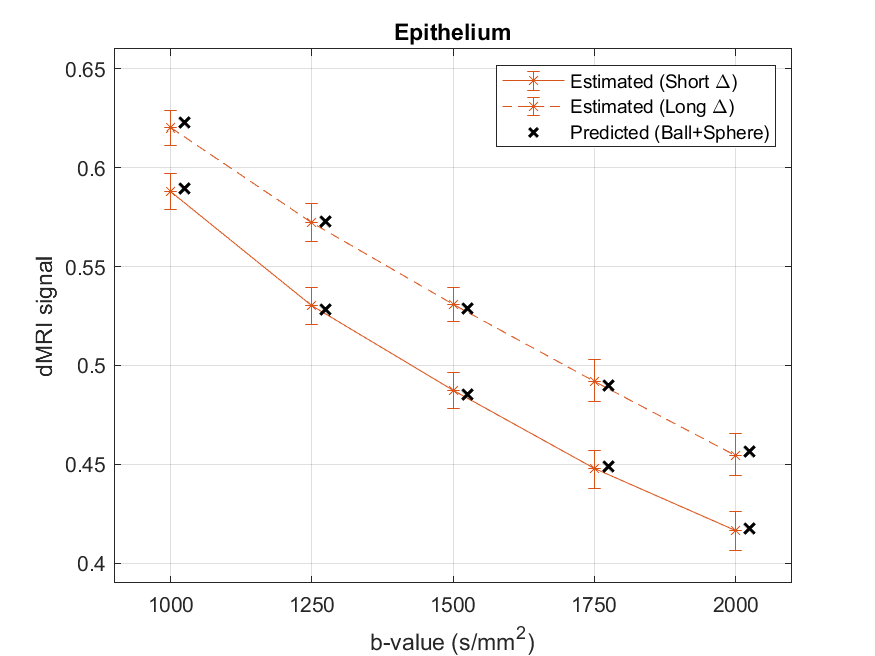 Epithelium
0.65
0.6
0.55
0.5
0.45
0.4
dMRI signal
Estimated (Short Δ)
Estimated (Long Δ)
Predicted (Ball+Sphere)
1000 1250 1500 1750 2000
b-value (s/mm²)